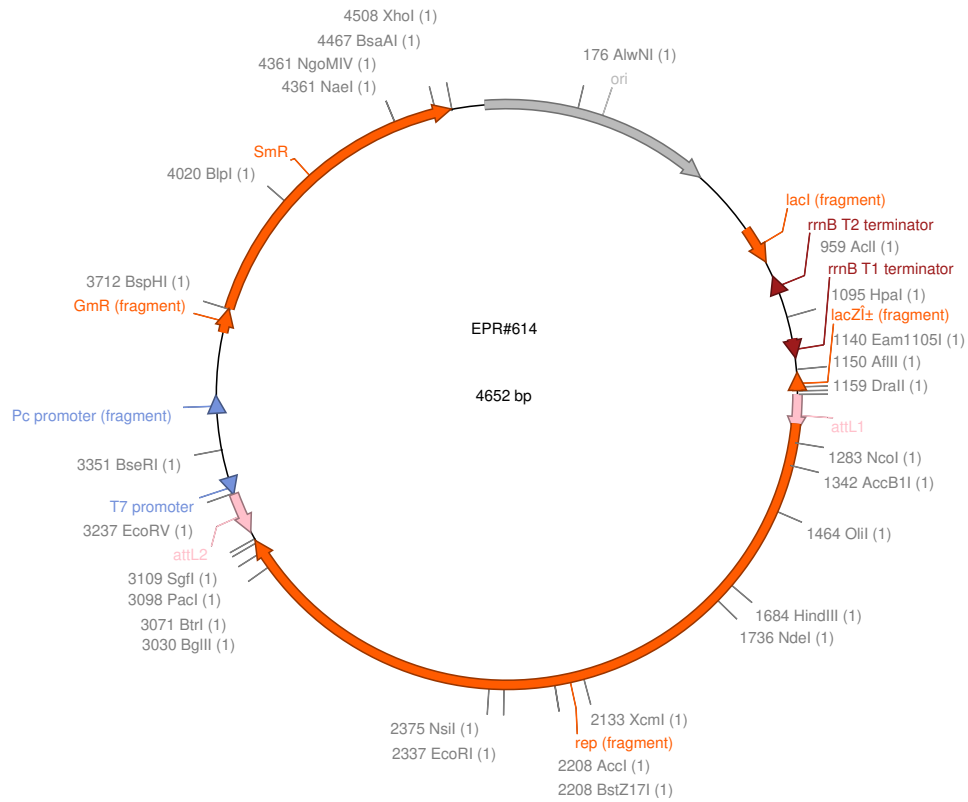 4508 XhoI (1)
4467 BsaAI (1)
4361 NgoMIV (1)
4361 NaeI (1)
176 AlwNI (1)
ori
SmR
4020 BlpI (1)
lacI (fragment)
rrnB T2 terminator
959 AclI (1)
rrnB T1 terminator
1095 HpaI (1)
lacZÎ± (fragment)
1140 Eam1105I (1)
1150 AflII (1)
1159 DraII (1)
3712 BspHI (1)
GmR (fragment)
EPR#614
4652 bp
Pc promoter (fragment)
attL1
1283 NcoI (1)
1342 AccB1I (1)
3351 BseRI (1)
T7 promoter
3237 EcoRV (1)
attL2
1464 OliI (1)
3109 SgfI (1)
3098 PacI (1)
3071 BtrI (1)
3030 BglII (1)
1684 HindIII (1)
1736 NdeI (1)
2375 NsiI (1)
2337 EcoRI (1)
2133 XcmI (1)
rep (fragment)
2208 AccI (1)
2208 BstZ17I (1)